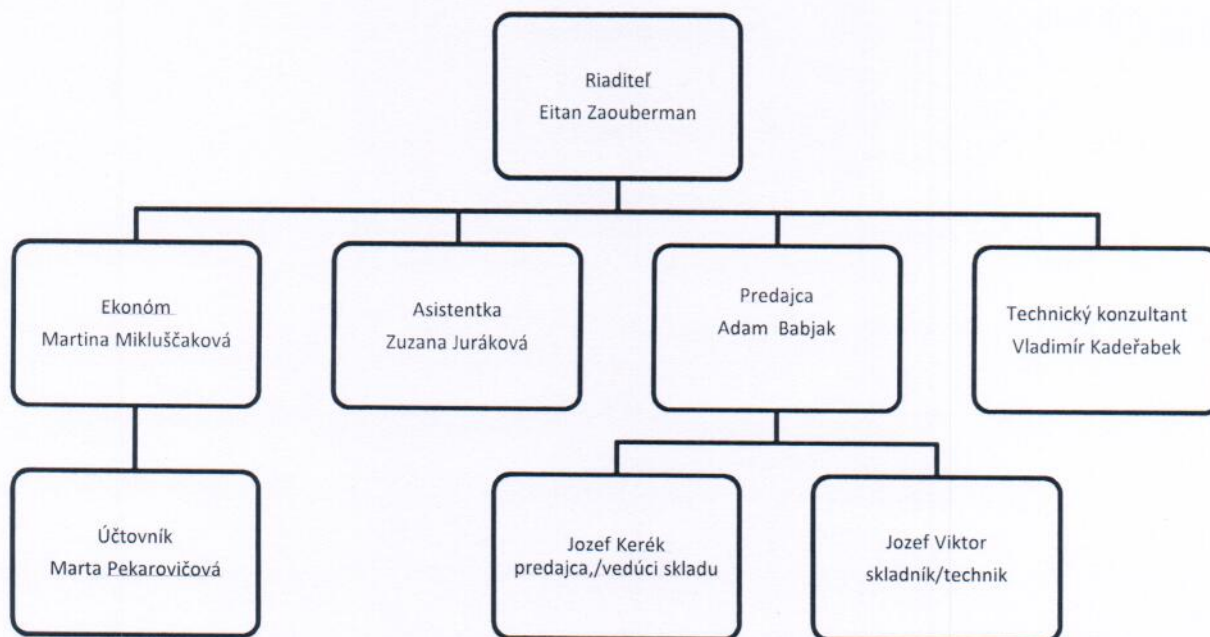 Riaditeľ
Eitan Zaouberman
Ekonóm
Martina Mikluščaková
Asistentka
Zuzana Juráková
Predajca
Adam Babjak
Technický konzultant
Vladimír Kadeřabek
Účtovník
Marta Pekarovičová
Jozef Kerék
predajca,/vedúci skladu
Jozef Viktor
skladník/technik